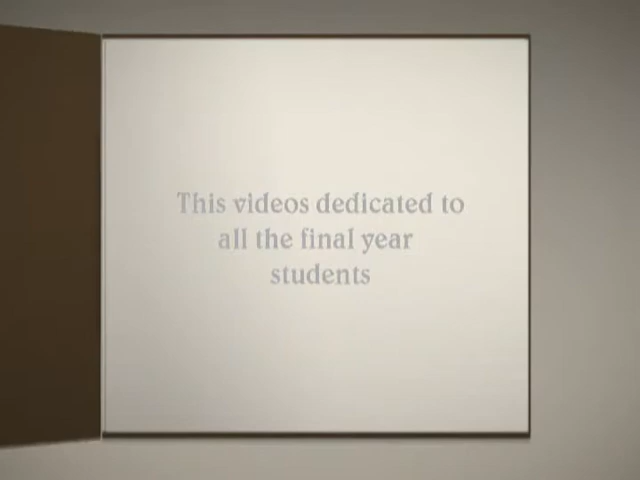 This videos dedicated to
all the final year
students